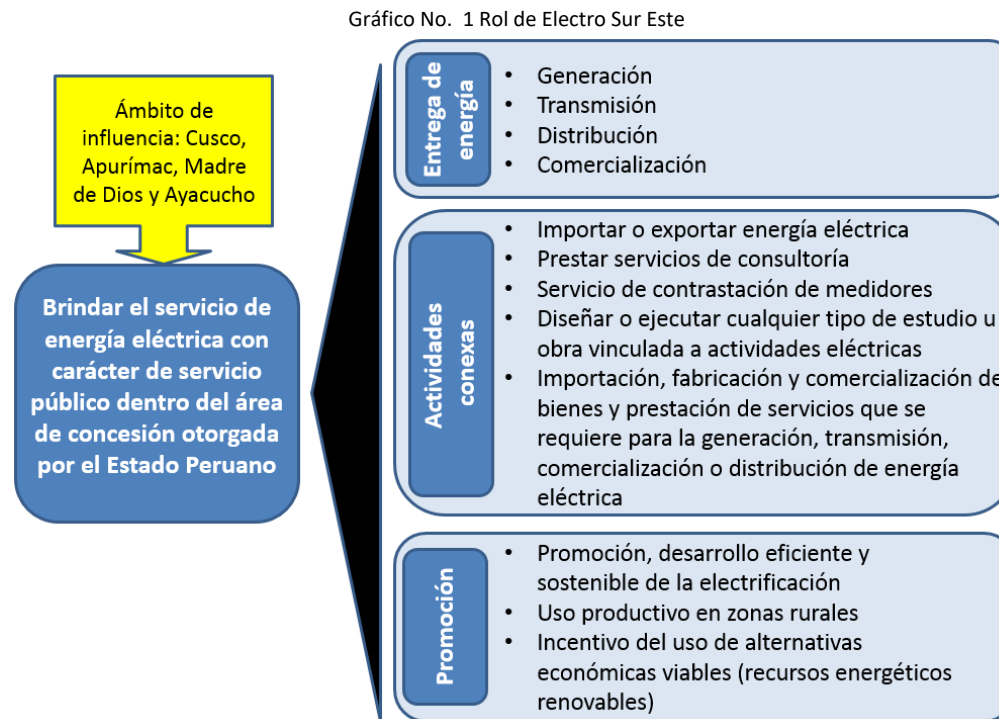 Gráfico No. 1 Rol de Electro Sur Este
Ámbito de
influencia: Cusco,
Apurímac, Madre
de Dios y Ayacucho
Brindar el servicio de
energía eléctrica con
carácter de servicio
público dentro del área
de concesión otorgada
por el Estado Peruano
Entrega de
energía
• Generación
• Transmisión
• Distribución
• Comercialización
Actividades
conexas
• Importar o exportar energía eléctrica
• Prestar servicios de consultoría
• Servicio de contrastación de medidores
• Diseñar o ejecutar cualquier tipo de estudio u
obra vinculada a actividades eléctricas
• Importación, fabricación y comercialización de
bienes y prestación de servicios que se
requiere para la generación, transmisión,
comercialización o distribución de energía
eléctrica
Promoción
• Promoción, desarrollo eficiente y
sostenible de la electrificación
• Uso productivo en zonas rurales
• Incentivo del uso de alternativas
económicas viables (recursos energéticos
renovables)